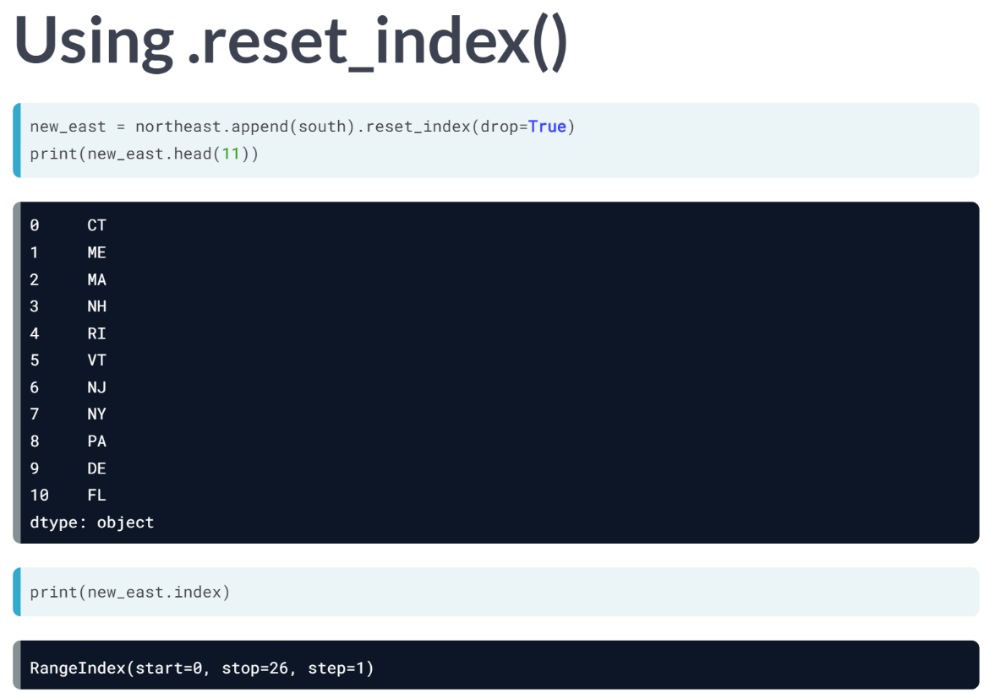 Using .reset_index()
new_east = northeast.append(south).reset_index(drop=True)
print(new_east.head(11))
0     CT
1     ME
2     MA
3     NH
4     RI
5     VT
6     NJ
7     NY
8     PA
9     DE
10    FL
dtype: object
print(new_east.index)
RangeIndex(start=0, stop=26, step=1)